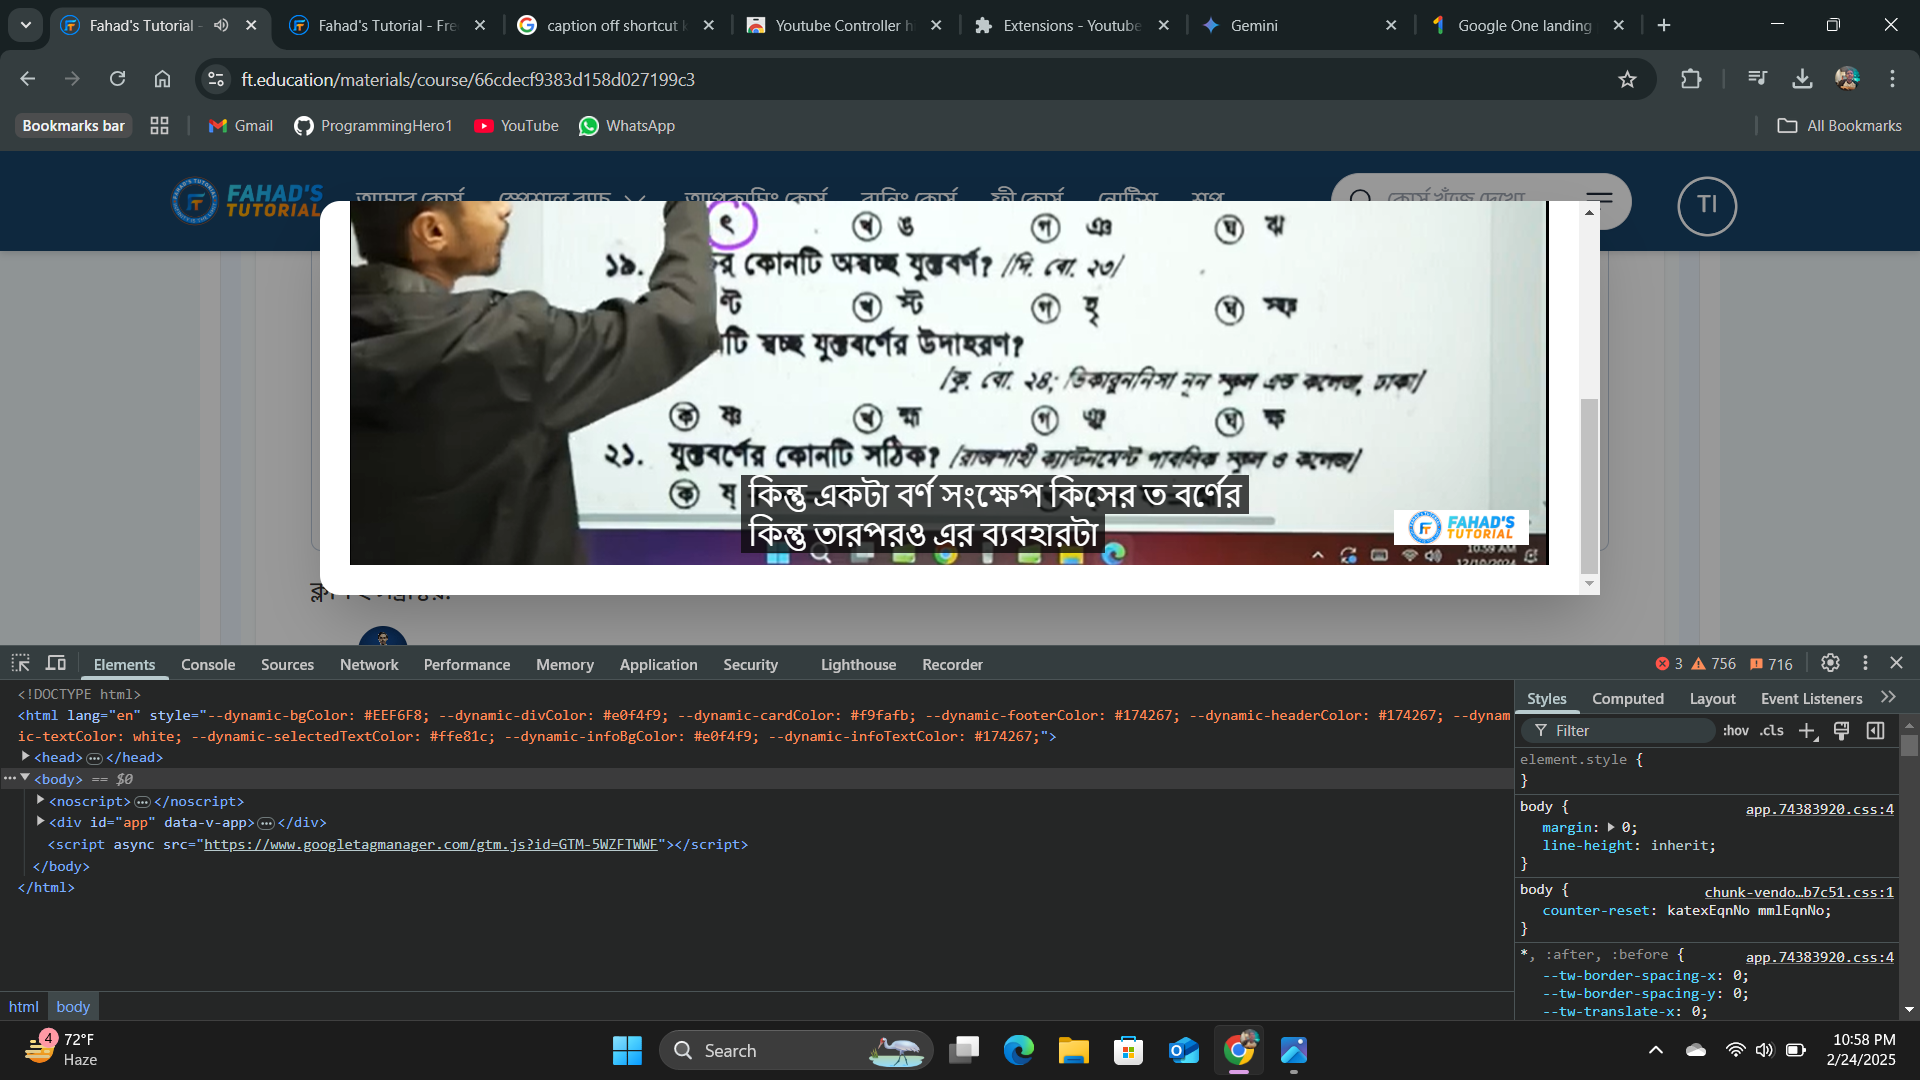 Fahad's Tutorial -
Fahad's Tutorial - Fre
caption off shortcut k
Youtube Controller h
Extensions - Youtube
Gemini
Google One landing
ft.education/materials/course/66cdecf9383d158d027199c3
Bookmarks bar
Gmail
ProgrammingHero1
YouTube
WhatsApp
All Bookmarks
FAHAD'S
TUTORIAL
আমার কোর্স স্পেশাল ব্যাচ আপকামিং কোর্স রানিং কোর্স ফ্রী কোর্স নোটিশ শপ
কোর্স খুঁজে দেখো
TI
ৎ খ ঙ গ ঞ ঘ ঝ
১৯. কোনটি অস্বচ্ছ যুক্তবর্ণ? [দি. বো. ২৩]
ন্ট খ স্ট গ হৃ ঘ
স্বচ্ছ যুক্তবর্ণের উদাহরণ?
[কু. বো. ২৪; ভিকারুননিসা নূন স্কুল এন্ড কলেজ, ঢাকা]
ক ষ্ণ খ হ্ম গ ঘ ক্ষ
২১. যুক্তবর্ণের কোনটি সঠিক? [রাজশাহী ক্যান্টনমেন্ট পাবলিক স্কুল ও কলেজ]
ক ষ্
কিন্তু একটা বর্ণ সংক্ষেপ কিসের ত বর্ণের
কিন্তু তারপরও এর ব্যবহারটা
FAHAD'S
TUTORIAL
10:59 AM
12/10/2024
Elements Console Sources Network Performance Memory Application Security Lighthouse Recorder
3 756 716
<!DOCTYPE html>
<html lang="en" style="--dynamic-bgColor: #EEF6F8; --dynamic-divColor: #e0f4f9; --dynamic-cardColor: #f9fafb; --dynamic-footerColor: #174267; --dynamic-headerColor: #174267; --dynam
ic-textColor: white; --dynamic-selectedTextColor: #ffe81c; --dynamic-infoBgColor: #e0f4f9; --dynamic-infoTextColor: #174267;">
<head> </head>
<body> == $0
<noscript> </noscript>
<div id="app" data-v-app> </div>
<script async src="https://www.googletagmanager.com/gtm.js?id=GTM-5WZFTWWF"></script>
</body>
</html>
html body
Styles Computed Layout Event Listeners
Filter :hov .cls
element.style {
}
body { app.74383920.css:4
margin: 0;
line-height: inherit;
}
body { chunk-vendo…b7c51.css:1
counter-reset: katexEqnNo mmlEqnNo;
}
*, :after, :before { app.74383920.css:4
--tw-border-spacing-x: 0;
--tw-border-spacing-y: 0;
--tw-translate-x: 0;
4
72°F
Haze
Search
10:58 PM
2/24/2025